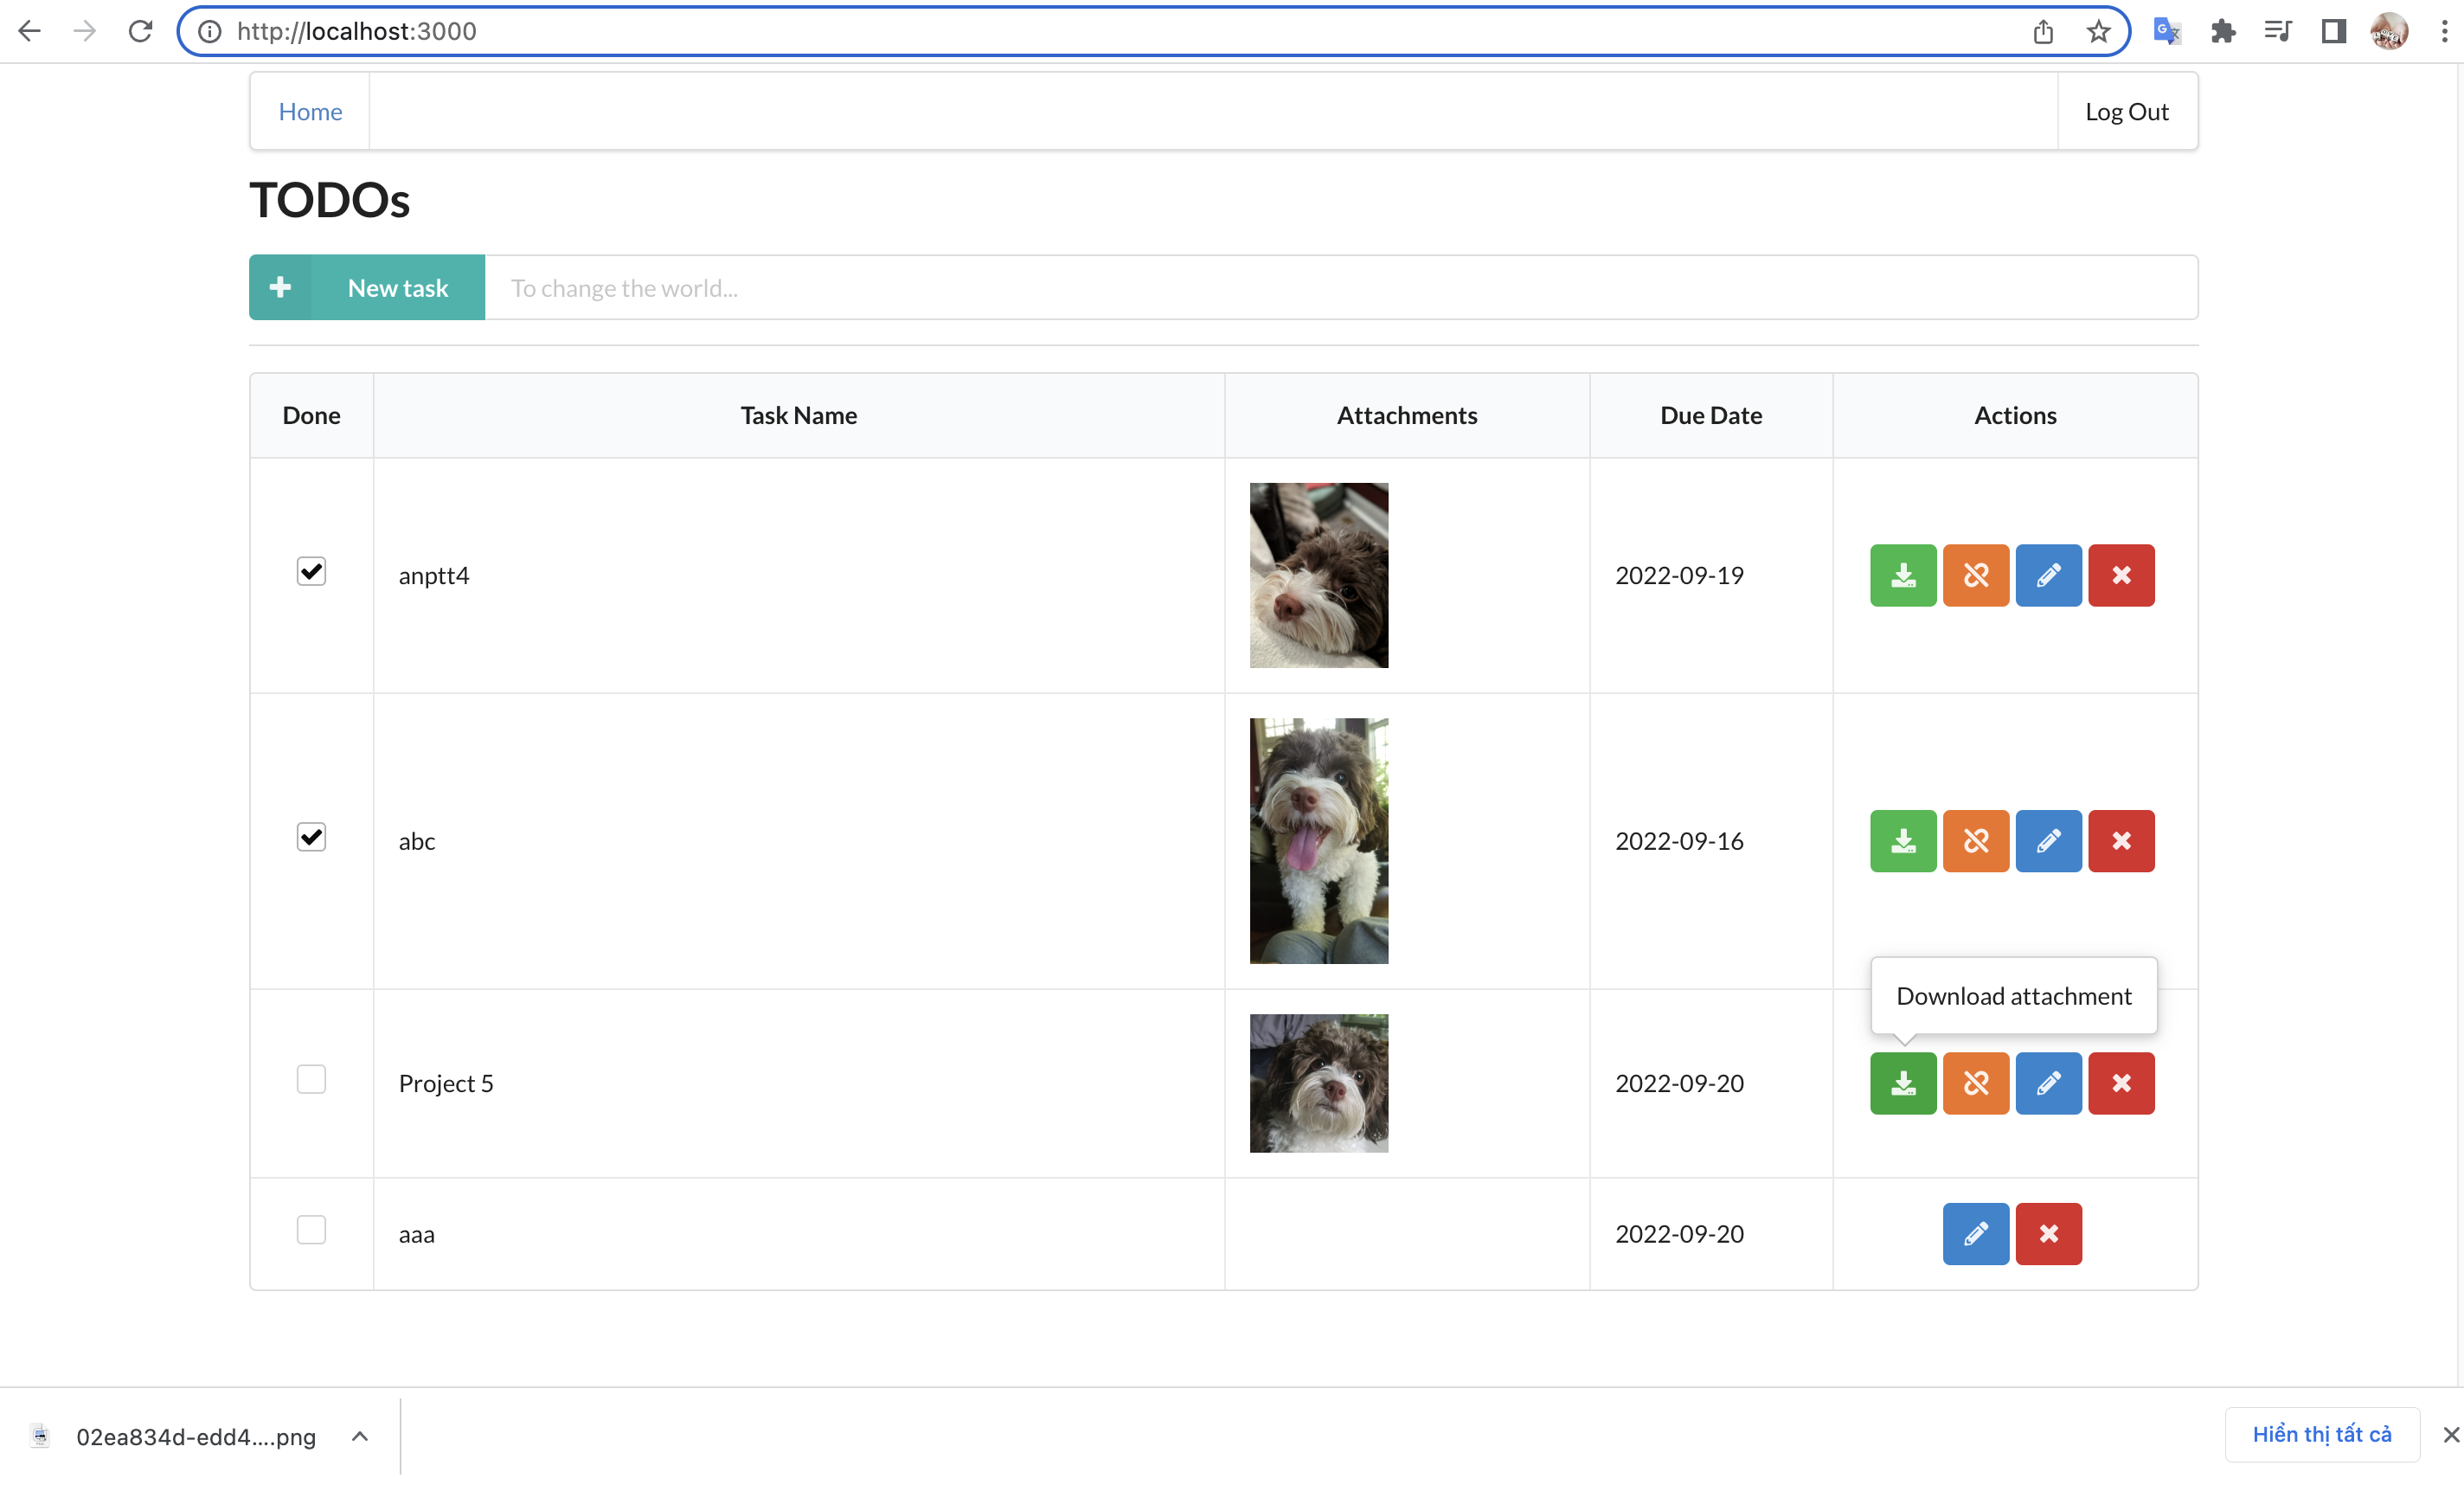 http://localhost:3000
Home
Log Out
TODOs
New task
To change the world...
Done
Task Name
Attachments
Due Date
Actions
anptt4
2022-09-19
abc
2022-09-16
Download attachment
Project 5
2022-09-20
aaa
2022-09-20
02ea834d-edd4....png
Hiển thị tất cả